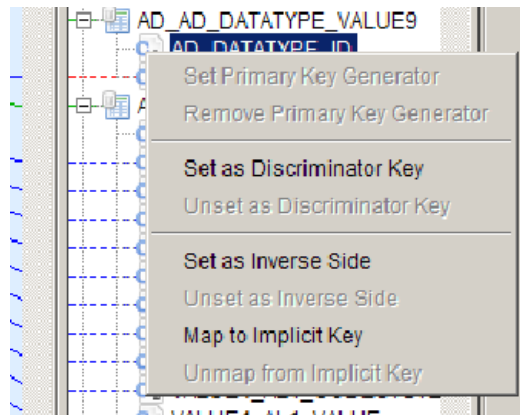 AD_AD_DATATYPE_VALUE9
AD_DATATYPE_ID
Set Primary Key Generator
Remove Primary Key Generator
Set as Discriminator Key
Unset as Discriminator Key
Set as Inverse Side
Unset as Inverse Side
Map to Implicit Key
Unmap from Implicit Key